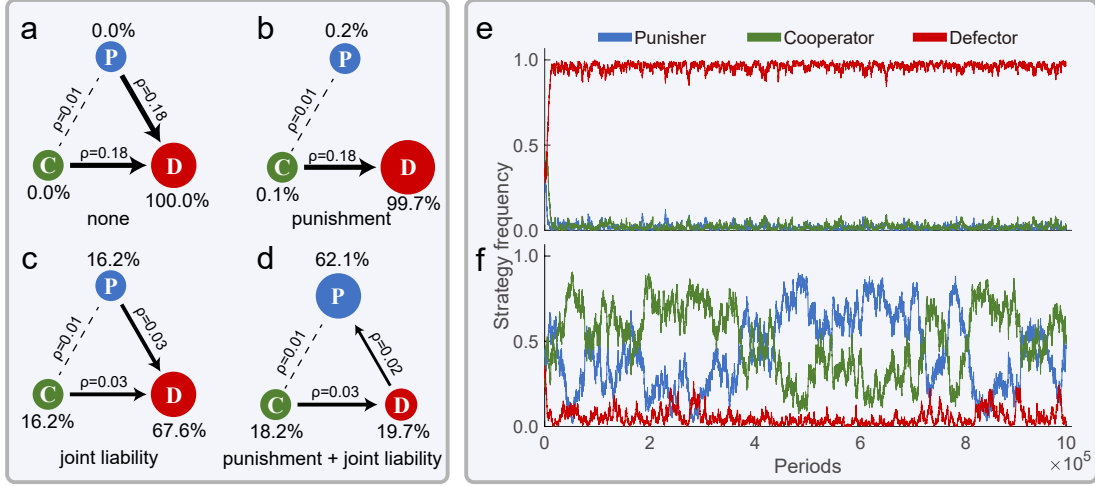 a
0.0%
P
ρ=0.01
ρ=0.18
C
ρ=0.18
D
0.0%
100.0%
none
b
0.2%
P
ρ=0.01
C
ρ=0.18
D
0.1%
99.7%
punishment
c
16.2%
P
ρ=0.01
ρ=0.03
C
ρ=0.03
D
16.2%
67.6%
joint liability
d
62.1%
P
ρ=0.01
ρ=0.02
C
ρ=0.03
D
18.2%
19.7%
punishment + joint liability
e
Punisher Cooperator Defector
1.0
0.5
0.0
f
1.0
0.5
0.0
Strategy frequency
0 2 4 6 8 10
Periods
×10⁵